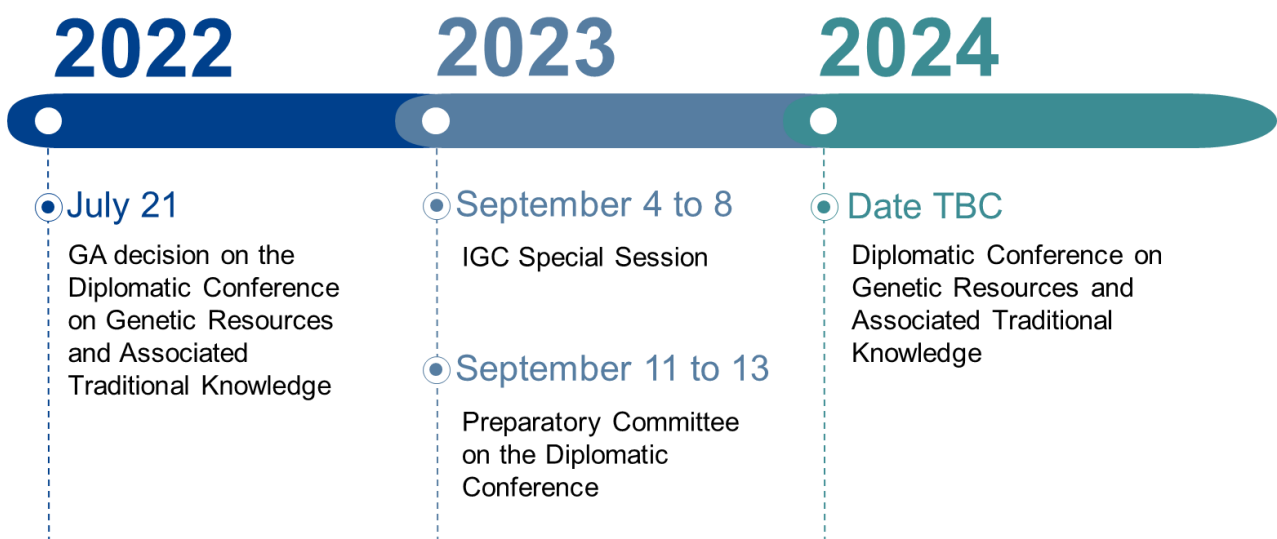 2022
July 21
GA decision on the
Diplomatic Conference
on Genetic Resources
and Associated
Traditional Knowledge
2023
September 4 to 8
IGC Special Session
September 11 to 13
Preparatory Committee
on the Diplomatic
Conference
2024
Date TBC
Diplomatic Conference on
Genetic Resources and
Associated Traditional
Knowledge